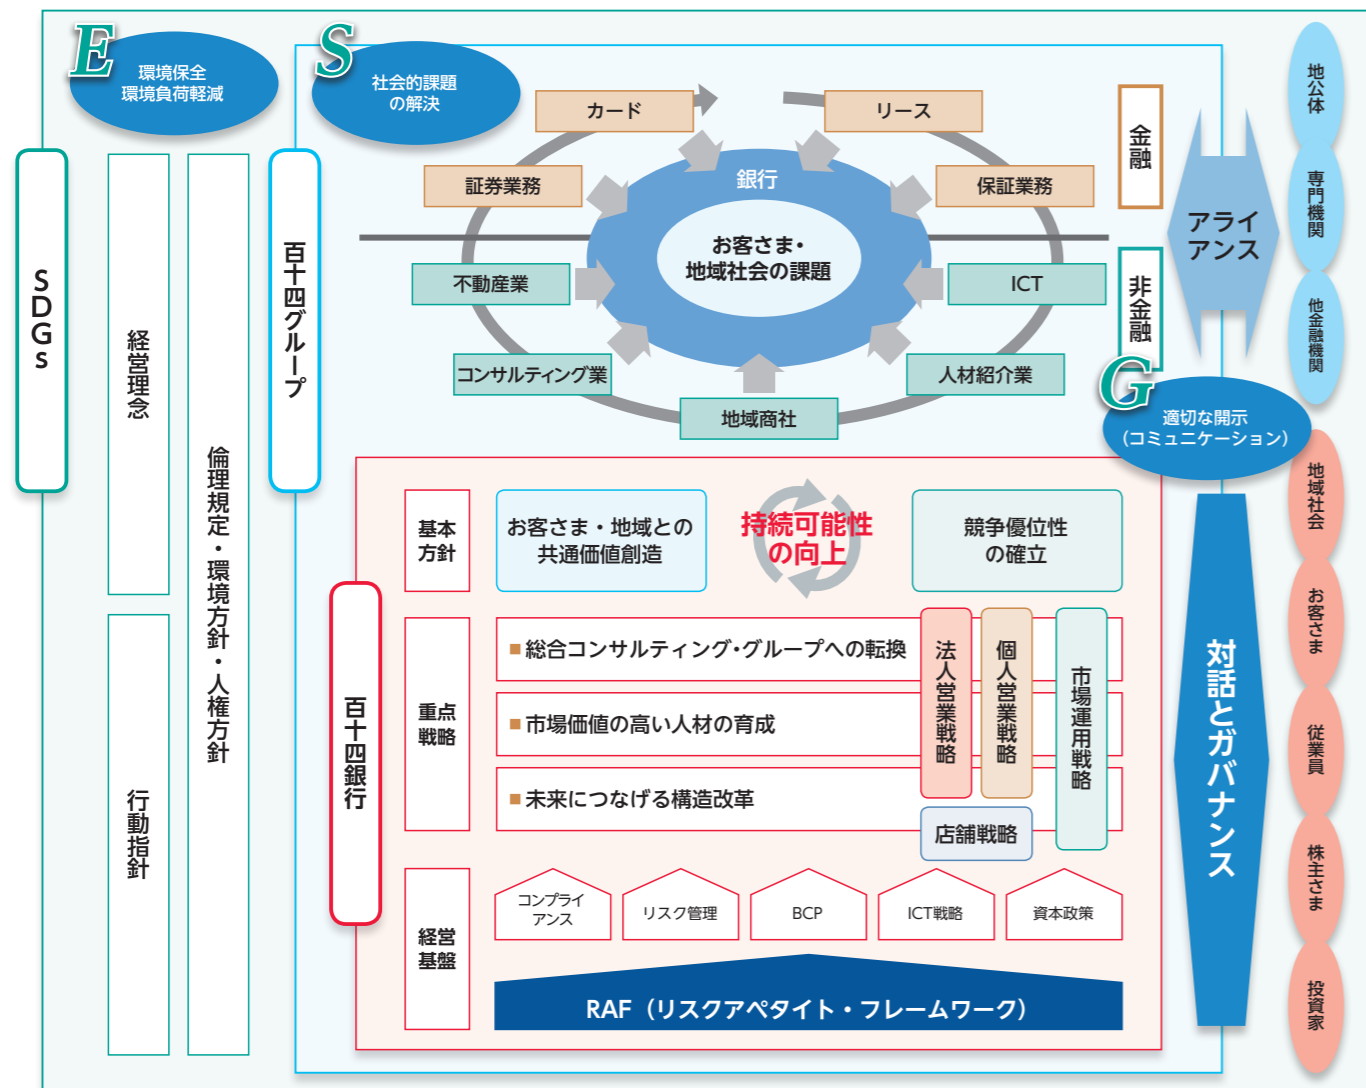 E
環境保全
環境負荷軽減
S
社会的課題
の解決
SDGs
経営理念
行動指針
倫理規定・環境方針・人権方針
百十四グループ
カード
リース
証券業務
保証業務
銀行
お客さま・
地域社会の課題
不動産業
ICT
コンサルティング業
人材紹介業
地域商社
金融
非金融
アライ
アンス
地公体
専門機関
他金融機関
G
適切な開示
（コミュニケーション）
百十四銀行
基本
方針
お客さま・地域との
共通価値創造
持続可能性
の向上
競争優位性
の確立
重点
戦略
■総合コンサルティング・グループへの転換
■市場価値の高い人材の育成
■未来につなげる構造改革
法人営業戦略
個人営業戦略
市場運用戦略
店舗戦略
経営
基盤
コンプライ
アンス
リスク管理
BCP
ICT戦略
資本政策
RAF（リスクアペタイト・フレームワーク）
対話とガバナンス
地域社会
お客さま
従業員
株主さま
投資家